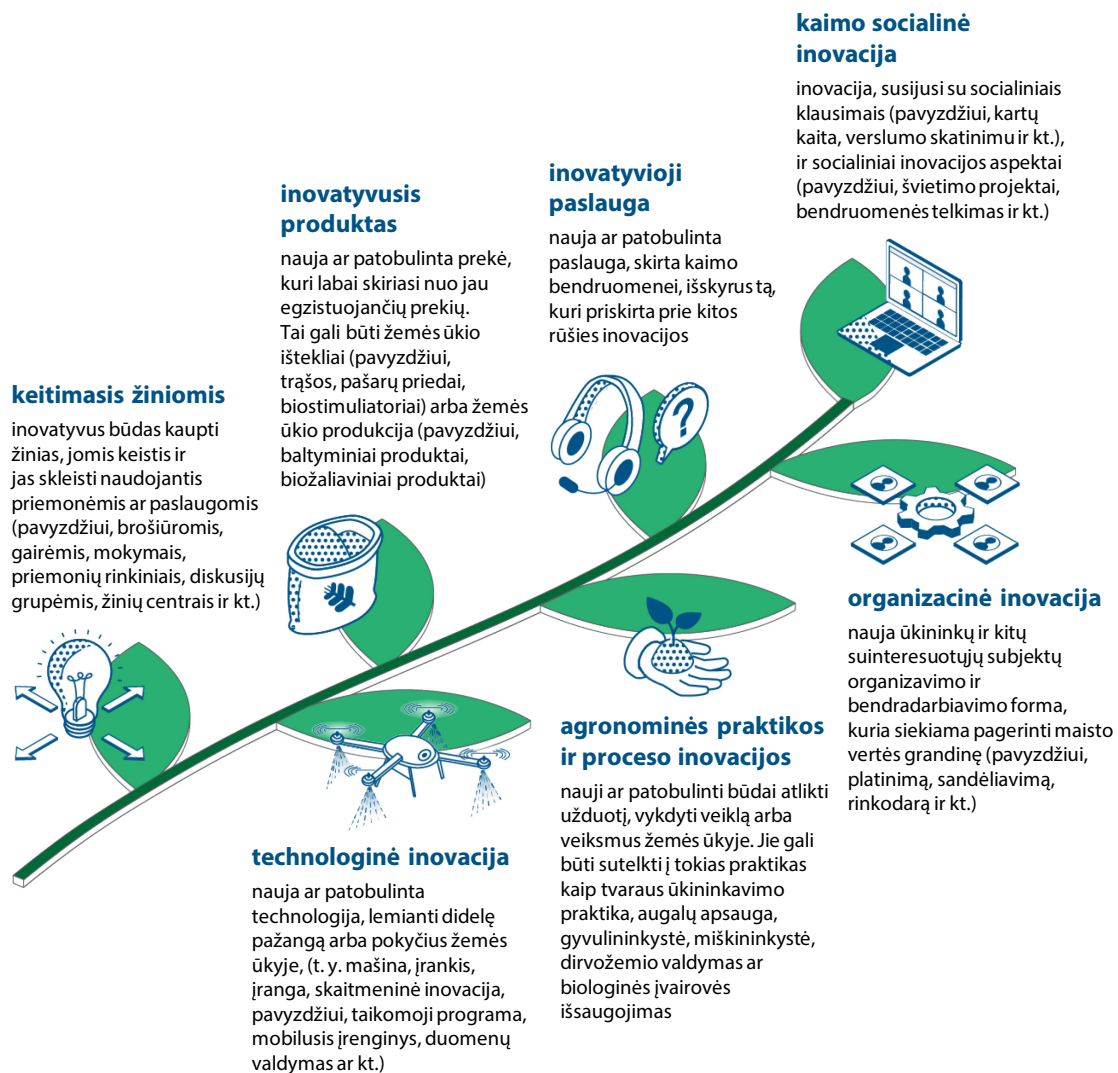 kaimo socialinė
inovacija
inovacija, susijusi su socialiniais
klausimais (pavyzdžiui, kartų
kaita, verslumo skatinimu ir kt.),
ir socialiniai inovacijos aspektai
(pavyzdžiui, švietimo projektai,
bendruomenės telkimas ir kt.)
inovatyvioji
paslauga
nauja ar patobulinta
paslauga, skirta kaimo
bendruomenei, išskyrus tą,
kuri priskirta prie kitos
rūšies inovacijos
inovatyvusis
produktas
nauja ar patobulinta prekė,
kuri labai skiriasi nuo jau
egzistuojančių prekių.
Tai gali būti žemės ūkio
ištekliai (pavyzdžiui,
trąšos, pašarų priedai,
biostimuliatoriai) arba žemės
ūkio produkcija (pavyzdžiui,
baltyminiai produktai,
biožaliaviniai produktai)
keitimasis žiniomis
inovatyvus būdas kaupti
žinias, jomis keistis ir
jas skleisti naudojantis
priemonėmis ar paslaugomis
(pavyzdžiui, brošiūromis,
gairėmis, mokymais,
priemonių rinkiniais, diskusijų
grupėmis, žinių centrais ir kt.)
?
organizacinė inovacija
nauja ūkininkų ir kitų
suinteresuotųjų subjektų
organizavimo ir
bendradarbiavimo forma,
kuria siekiama pagerinti maisto
vertės grandinę (pavyzdžiui,
platinimą, sandėliavimą,
rinkodarą ir kt.)
agronominės praktikos
ir proceso inovacijos
nauji ar patobulinti būdai atlikti
užduotį, vykdyti veiklą arba
veiksmus žemės ūkyje. Jie gali
būti sutelkti į tokias praktikas
kaip tvaraus ūkininkavimo
praktika, augalų apsauga,
gyvulininkystė, miškininkystė,
dirvožemio valdymas ar
biologinės įvairovės
išsaugojimas
technologinė inovacija
nauja ar patobulinta
technologija, lemianti didelę
pažangą arba pokyčius žemės
ūkyje, (t. y. mašina, įrankis,
įranga, skaitmeninė inovacija,
pavyzdžiui, taikomoji programa,
mobilusis įrenginys, duomenų
valdymas ar kt.)